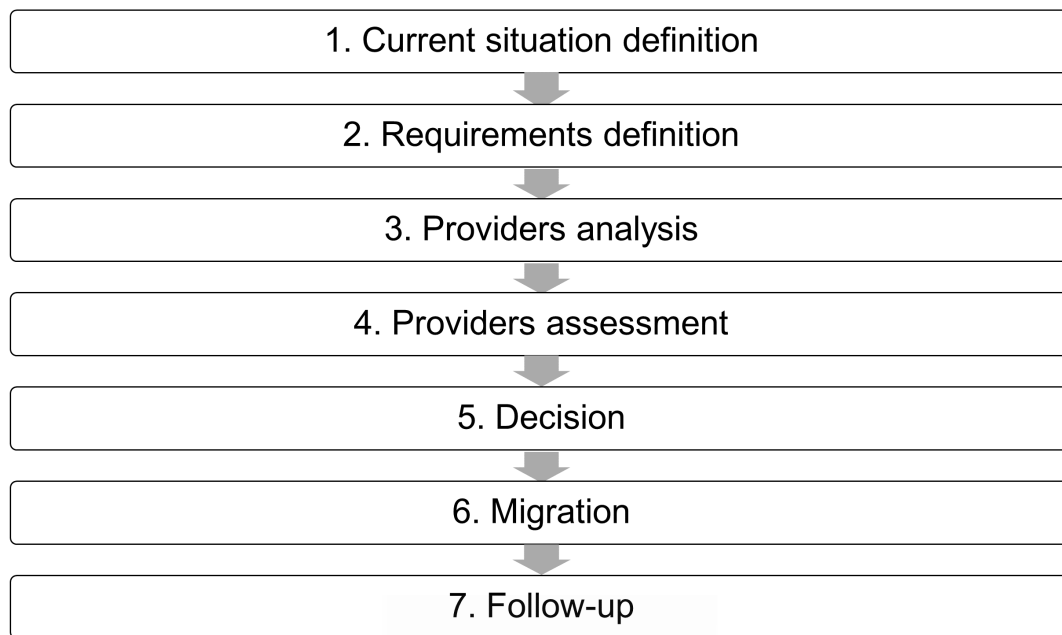 1. Current situation definition
2. Requirements definition
3. Providers analysis
4. Providers assessment
5. Decision
6. Migration
7. Follow-up